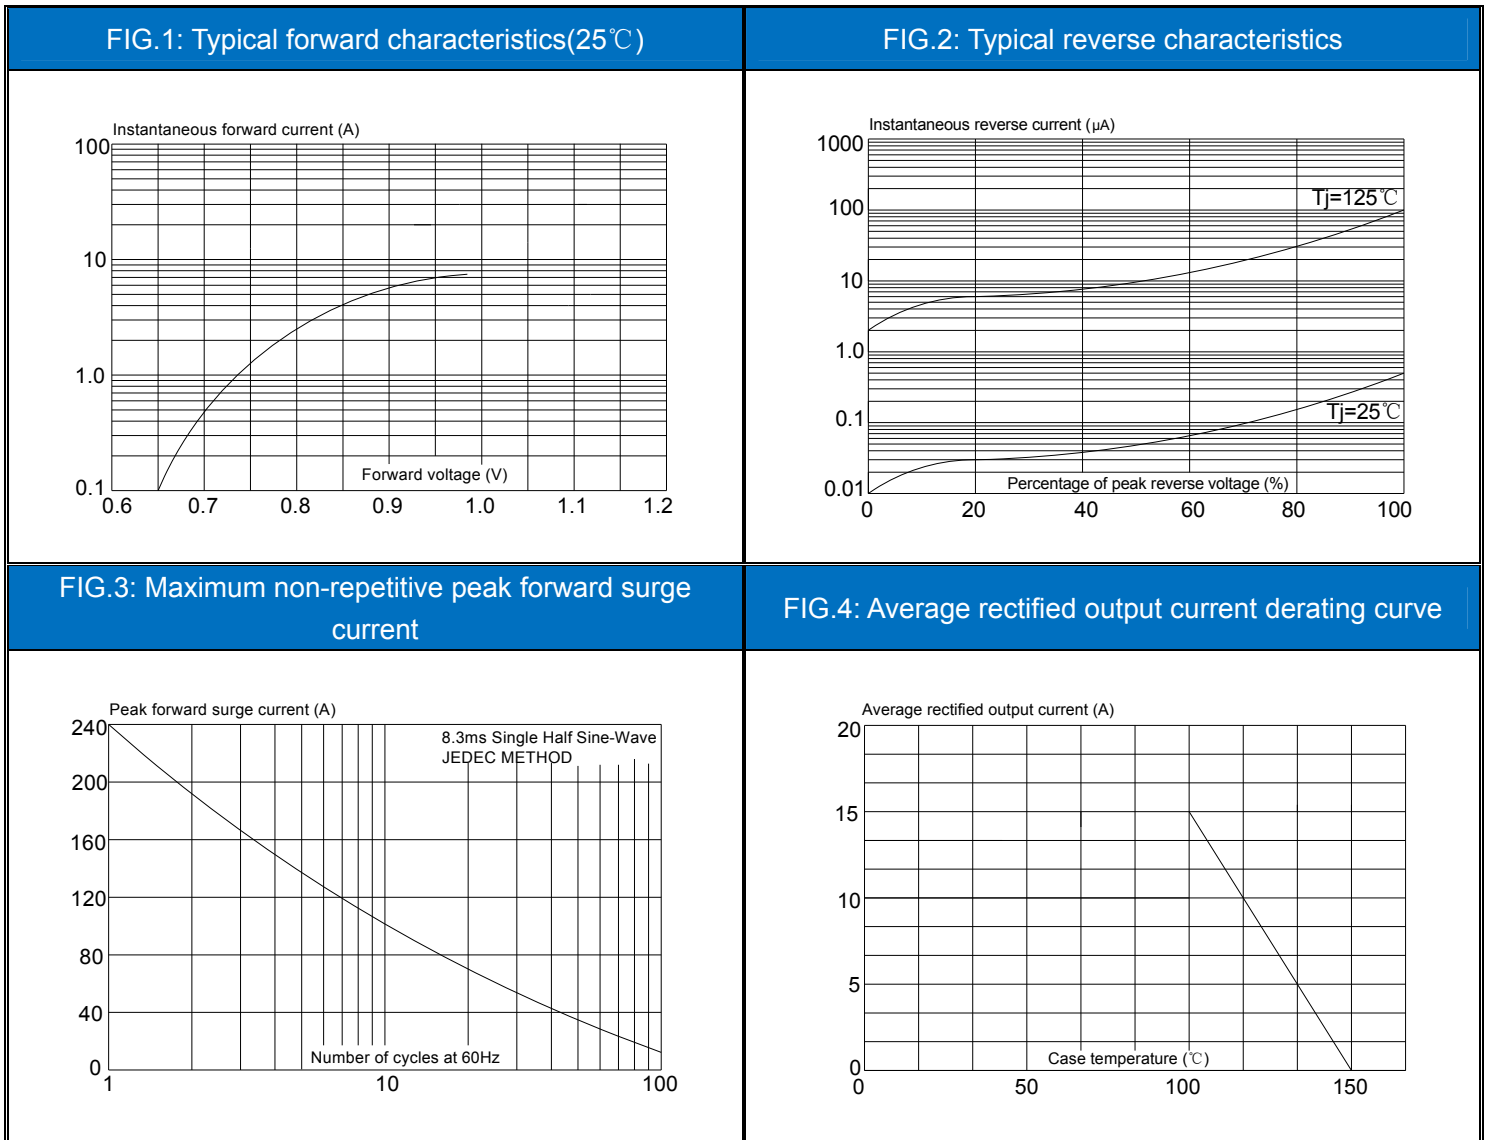 FIG.1: Typical forward characteristics(25℃)
Instantaneous forward current (A)
100
10
1.0
0.1
Forward voltage (V)
0.6 0.7 0.8 0.9 1.0 1.1 1.2
FIG.2: Typical reverse characteristics
Instantaneous reverse current (μA)
1000
Tj=125℃
100
10
1.0
Tj=25℃
0.1
0.01
Percentage of peak reverse voltage (%)
0 20 40 60 80 100
FIG.3: Maximum non-repetitive peak forward surge
current
Peak forward surge current (A)
240
8.3ms Single Half Sine-Wave
JEDEC METHOD
200
160
120
80
40
0
Number of cycles at 60Hz
1 10 100
FIG.4: Average rectified output current derating curve
Average rectified output current (A)
20
15
10
5
0
Case temperature (℃)
0 50 100 150